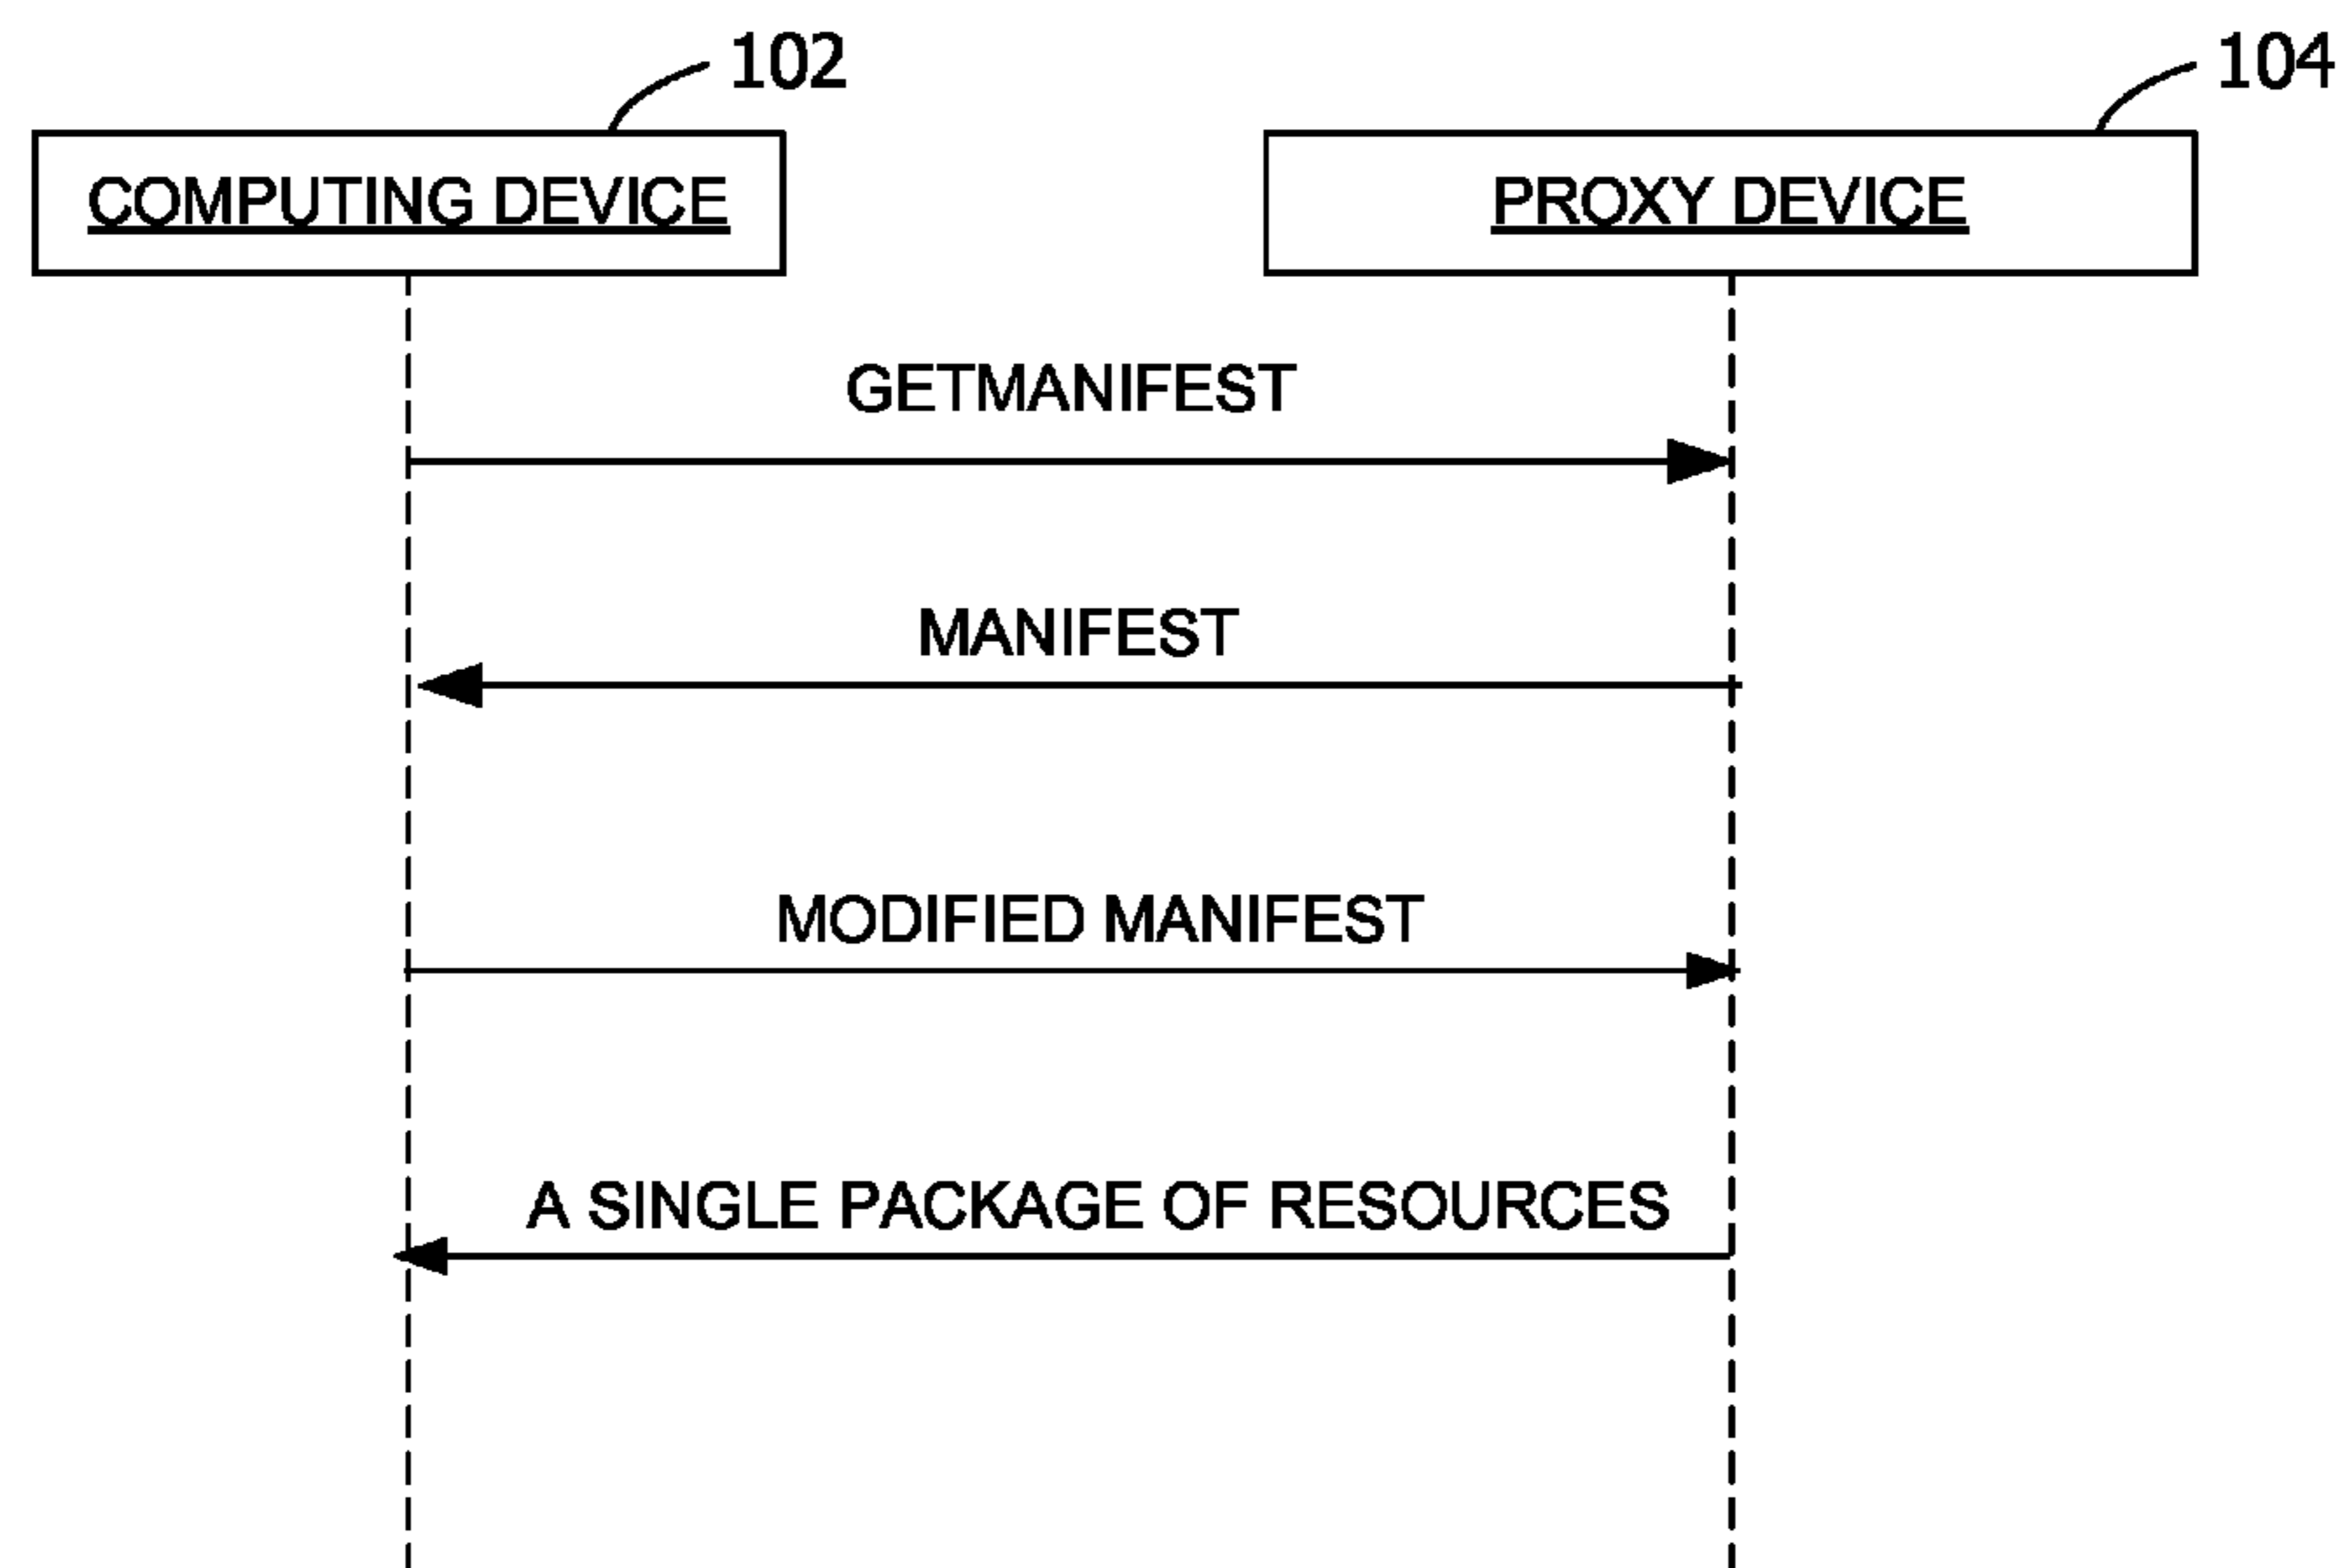 102
104
COMPUTING DEVICE
PROXY DEVICE
GETMANIFEST
MANIFEST
MODIFIED MANIFEST
A SINGLE PACKAGE OF RESOURCES